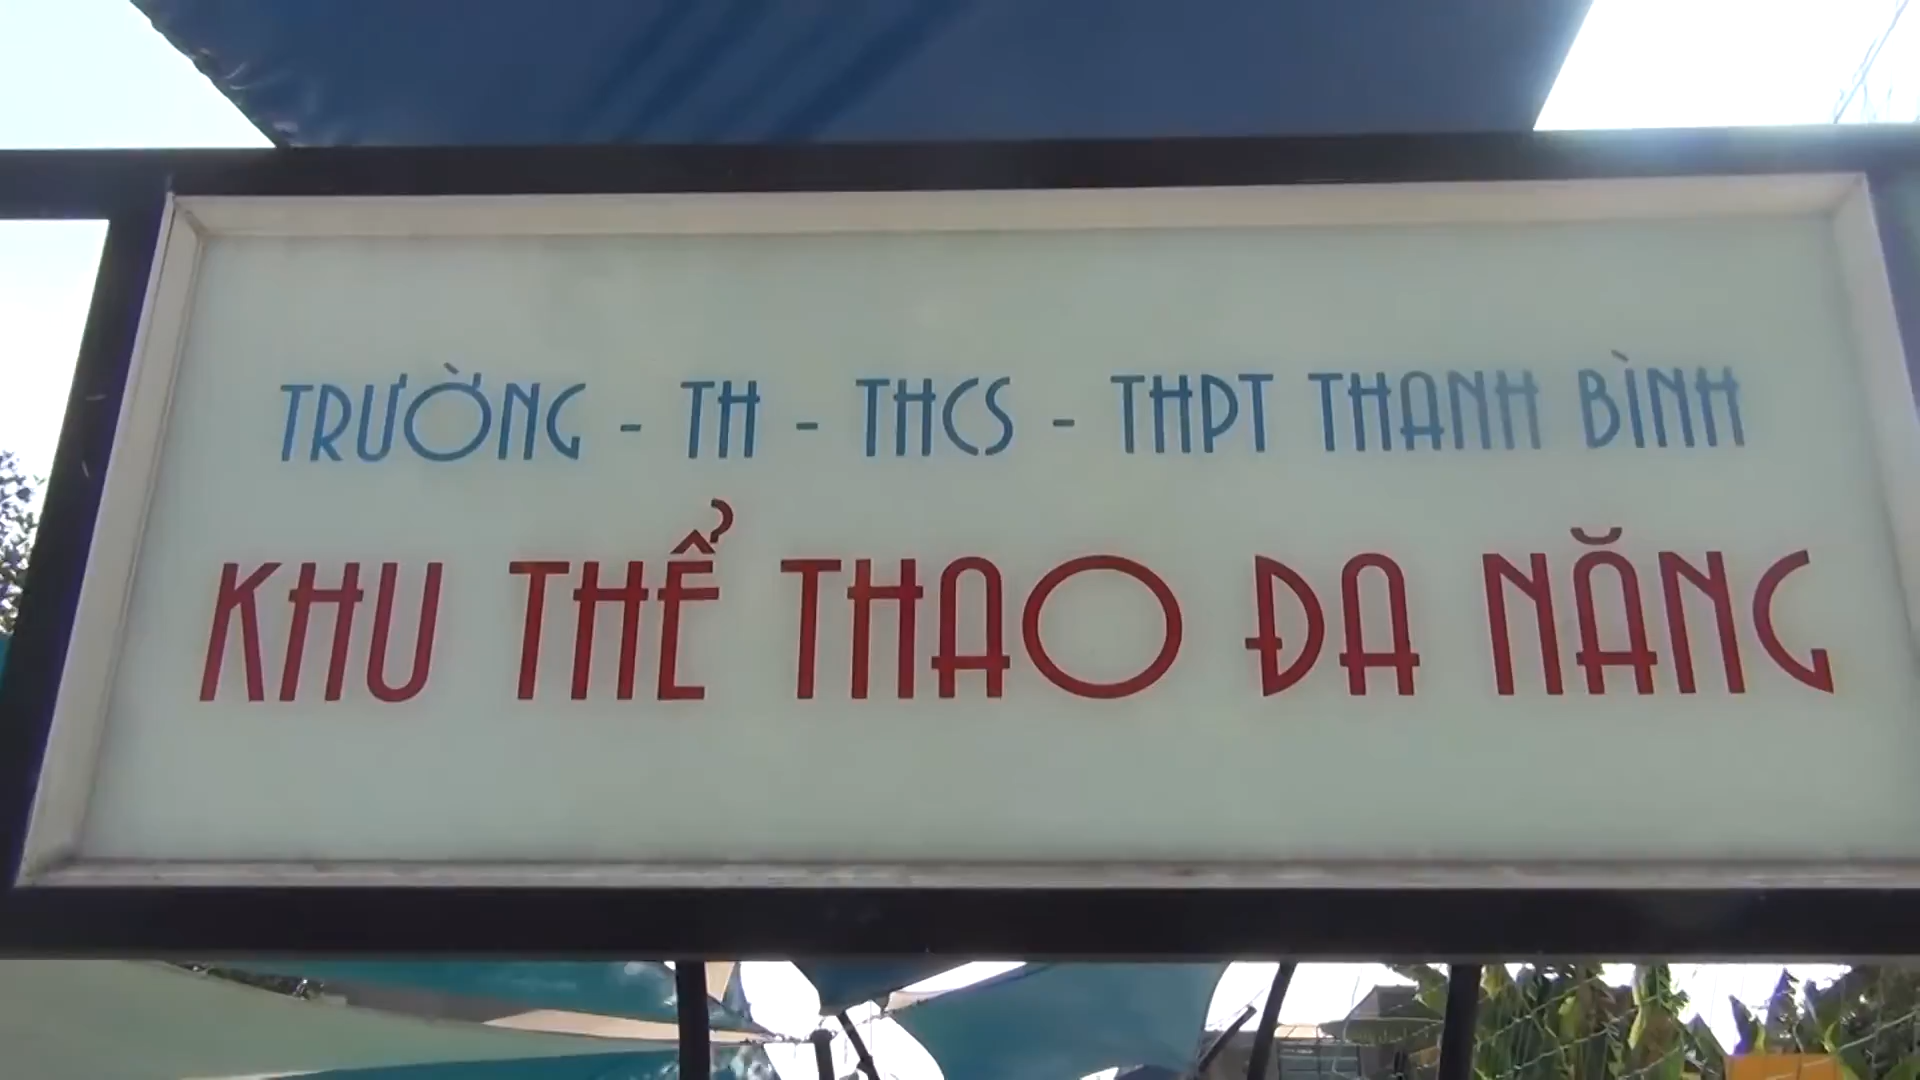 TRƯỜNG - TH - THCS - THPT THANH BÌNH
KHU THỂ THAO ĐA NĂNG